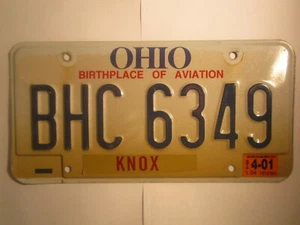 OHIO
BIRTHPLACE OF AVIATION
BHC 6349
KNOX
4-01